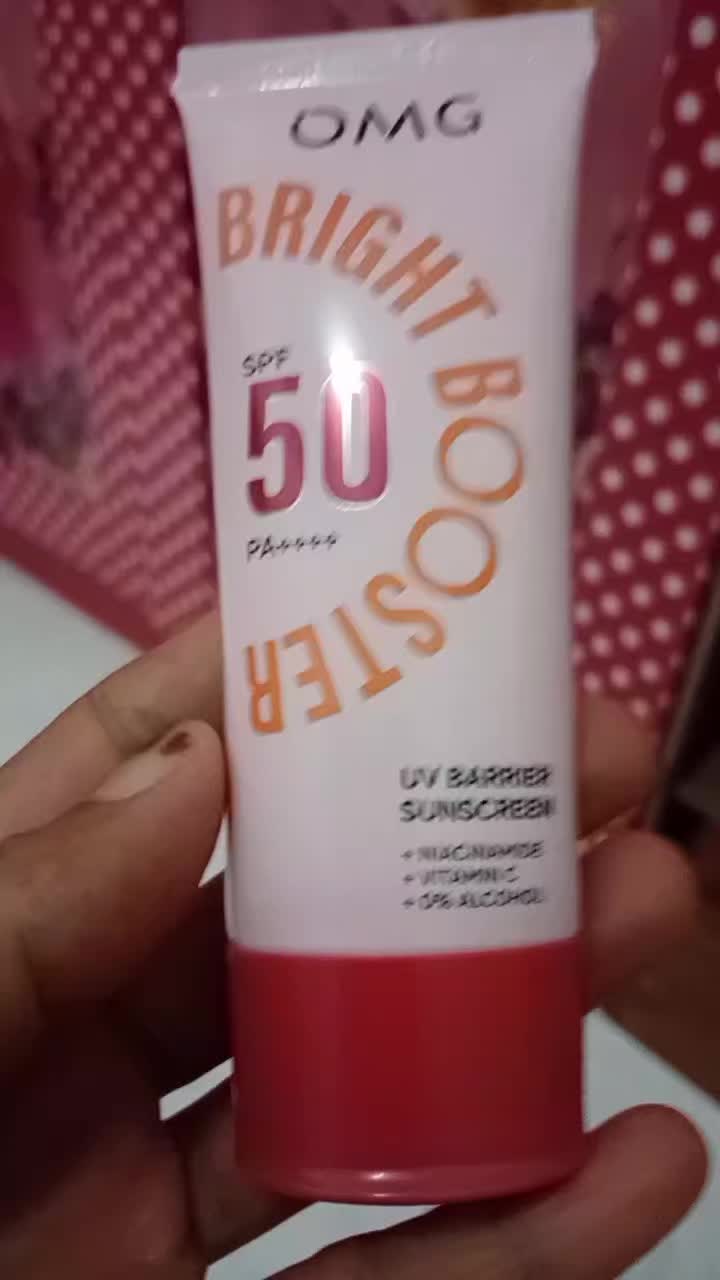 OMG
BRIGHT BOOSTER
SPF
50
PA++++
UV BARRIER
SUNSCREEN
+ NIACINAMIDE
+ VITAMIN C
+ 0% ALCOHOL